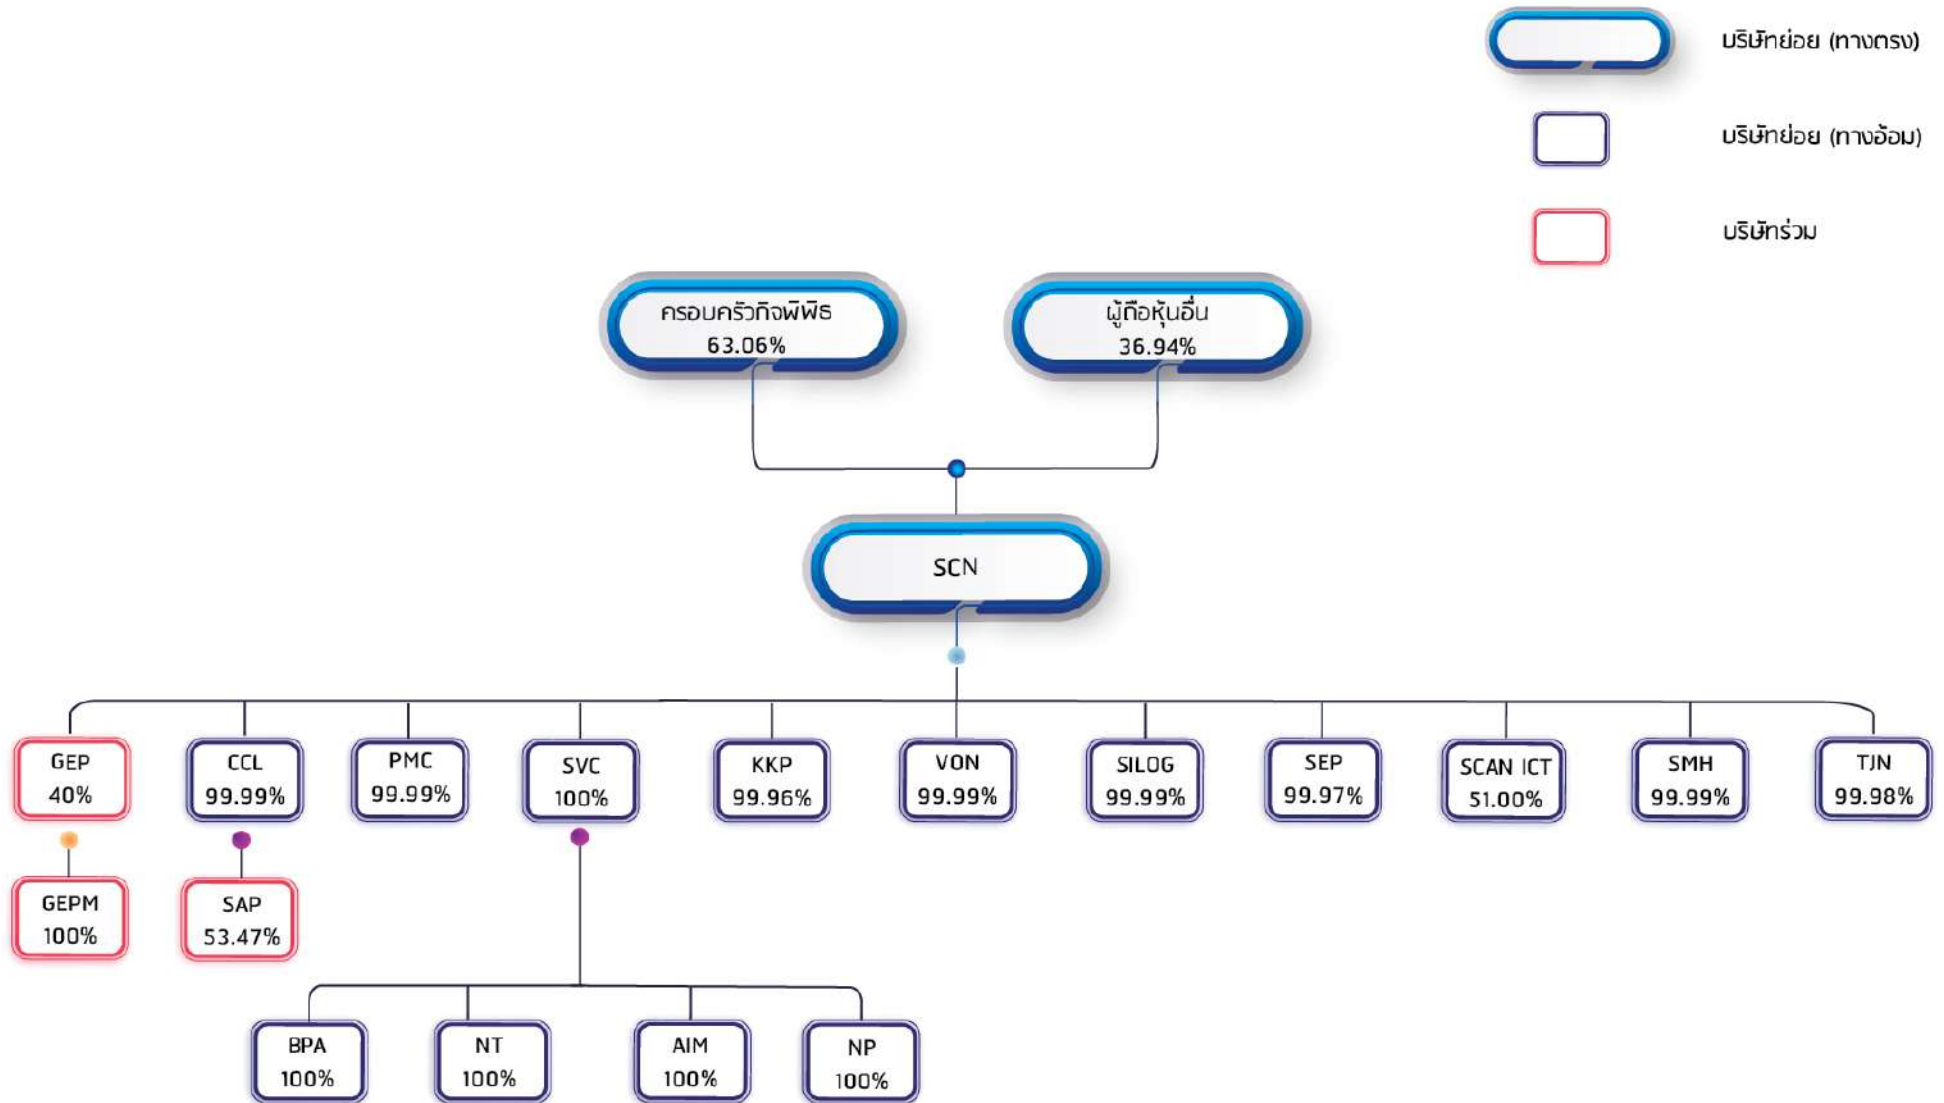 บริษัทย่อย (ทางตรง)
บริษัทย่อย (ทางอ้อม)
บริษัทร่วม
ครอบครัวกิจพิพิธ
63.06%
ผู้ถือหุ้นอื่น
36.94%
SCN
GEP
40%
CCL
99.99%
PMC
99.99%
SVC
100%
KKP
99.96%
VON
99.99%
SILOG
99.99%
SEP
99.97%
SCAN ICT
51.00%
SMH
99.99%
TJN
99.98%
GEPM
100%
SAP
53.47%
BPA
100%
NT
100%
AIM
100%
NP
100%